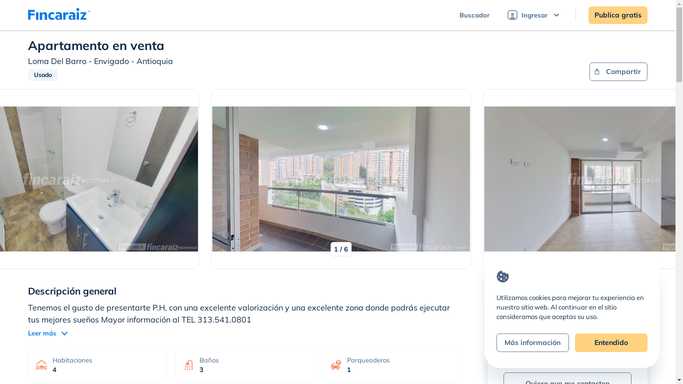 Fincaraiz
Buscador
Ingresar
Publica gratis
Apartamento en venta
Loma Del Barro - Envigado - Antioquia
Usado
Compartir
fincaraiz
fincaraiz
fincaraiz
fincaraiz
fincaraiz
1 / 6
Descripción general
Tenemos el gusto de presentarte P.H, con una excelente valorización y una excelente zona donde podrás ejecutar
tus mejores sueños Mayor información al TEL 313.541.0801
Leer más
Habitaciones
4
Baños
3
Parqueaderos
1
Utilizamos cookies para mejorar tu experiencia en
nuestro sitio web. Al continuar en el sitio
consideramos que aceptas su uso.
Más información
Entendido
Quiero que me contacten